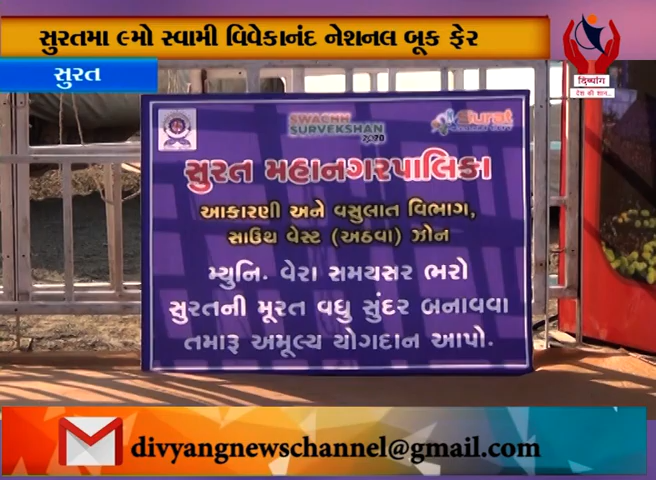 સુરતમા ૯મો સ્વામી વિવેકાનંદ નેશનલ બૂક ફેર
સુરત
दिव्यांग
देश की शान..
SWACHH
SURVEKSHAN
2020
Surat
સુરત મહાનગરપાલિકા
આકારણી અને વસુલાત વિભાગ,
સાઉથ વેસ્ટ (અઠવા) ઝોન
મ્યુનિ. વેરા સમયસર ભરો
સુરતની મૂરત વધુ સુંદર બનાવવા
તમારૂ અમૂલ્ય યોગદાન આપો.
divyangnewschannel@gmail.com